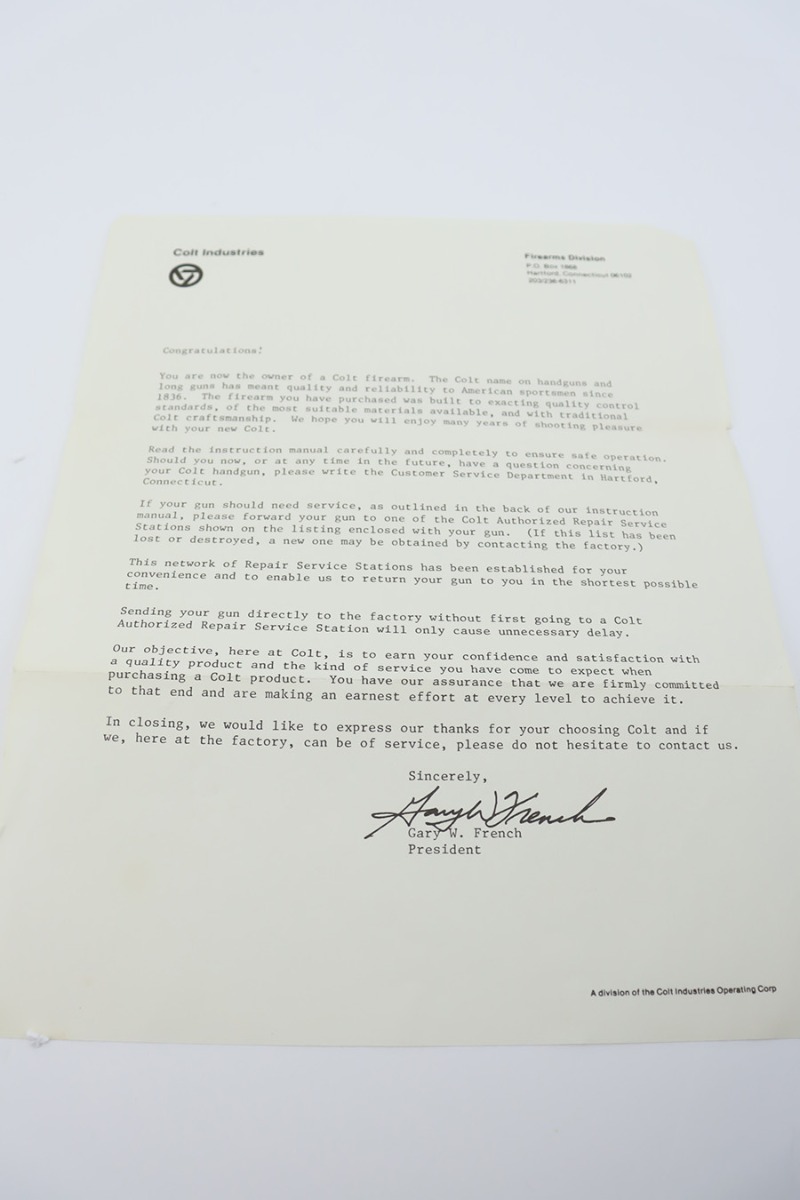 Colt Industries
Firearms Division
P.O. Box 1868
Hartford, Connecticut 06102
203/236-6311
Congratulations!
You are now the owner of a Colt firearm. The Colt name on handguns and
long guns has meant quality and reliability to American sportsmen since
1836. The firearm you have purchased was built to exacting quality control
standards, of the most suitable materials available, and with traditional
Colt craftsmanship. We hope you will enjoy many years of shooting pleasure
with your new Colt.
Read the instruction manual carefully and completely to ensure safe operation.
Should you now, or at any time in the future, have a question concerning
your Colt handgun, please write the Customer Service Department in Hartford,
Connecticut.
If your gun should need service, as outlined in the back of our instruction
manual, please forward your gun to one of the Colt Authorized Repair Service
Stations shown on the listing enclosed with your gun. (If this list has been
lost or destroyed, a new one may be obtained by contacting the factory.)
This network of Repair Service Stations has been established for your
convenience and to enable us to return your gun to you in the shortest possible
time.
Sending your gun directly to the factory without first going to a Colt
Authorized Repair Service Station will only cause unnecessary delay.
Our objective, here at Colt, is to earn your confidence and satisfaction with
a quality product and the kind of service you have come to expect when
purchasing a Colt product. You have our assurance that we are firmly committed
to that end and are making an earnest effort at every level to achieve it.
In closing, we would like to express our thanks for your choosing Colt and if
we, here at the factory, can be of service, please do not hesitate to contact us.
Sincerely,
Gary W French
Gary W. French
President
A division of the Colt Industries Operating Corp